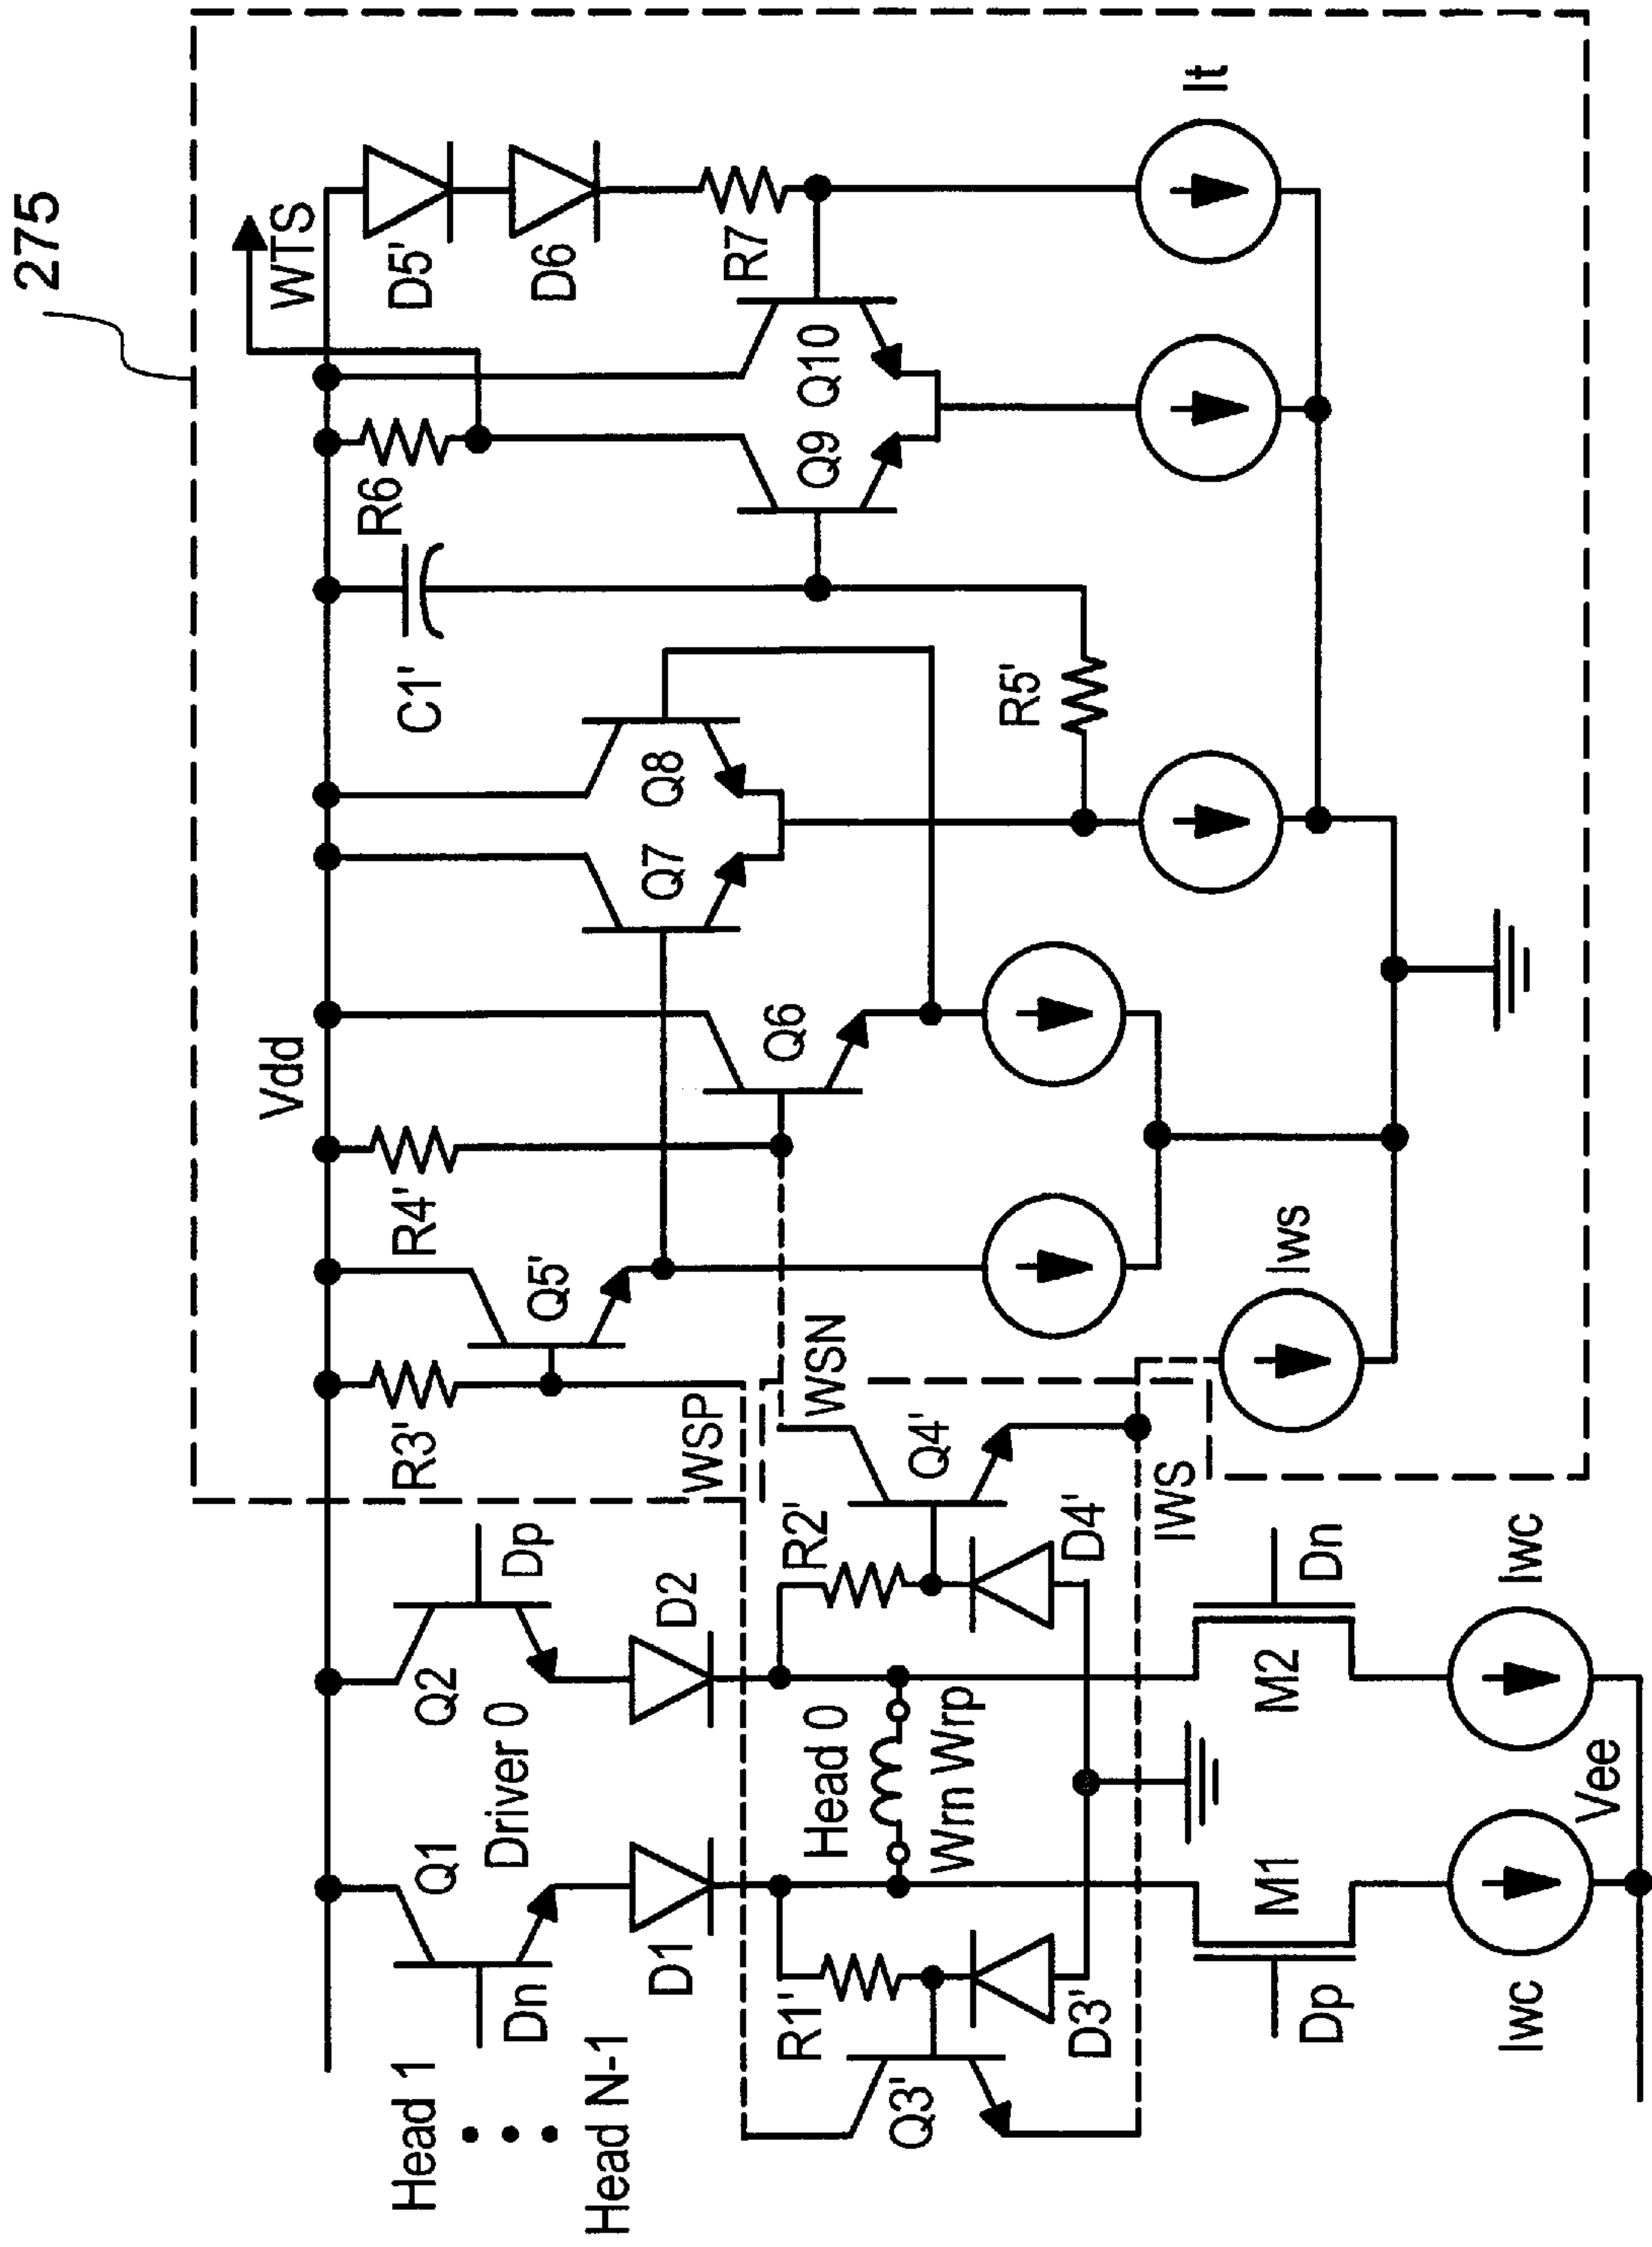 275
WTS
It
D5'
D6
R7
Q10
Q9
R6
C1'
R5'
Q8
Q7
Vdd
Q6
R4'
Q5'
Iws
R3'
WSP
WSN
Q4'
IWS
R2'
D4'
Dp
Q2
D2
Driver 0
Head 0
Wrn Wrp
Dn
M2
Iwc
Vee
Q1
D1
Dn
R1'
D3'
Q3'
M1
Dp
Iwc
Head 1
Head N-1